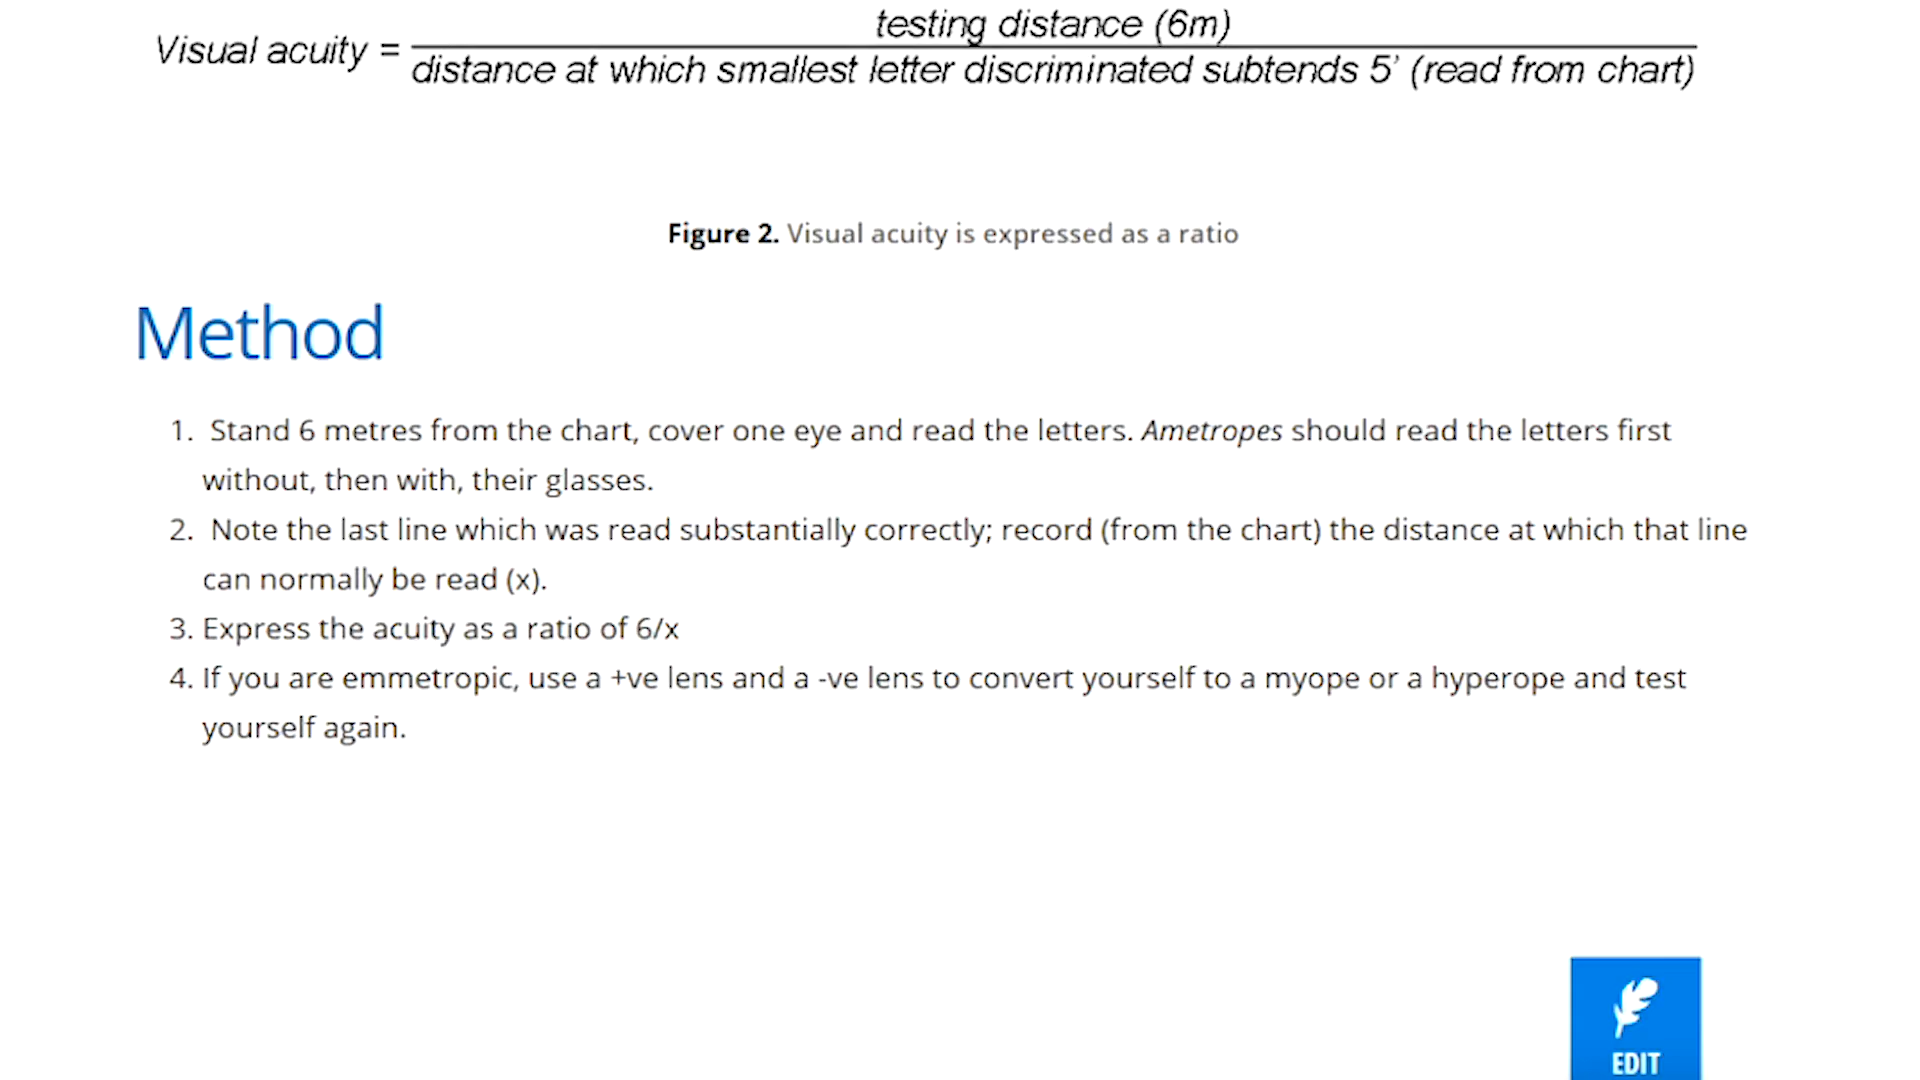 testing distance (6m)
Visual acuity =
distance at which smallest letter discriminated subtends 5’ (read from chart)
Figure 2. Visual acuity is expressed as a ratio
Method
1. Stand 6 metres from the chart, cover one eye and read the letters. Ametropes should read the letters first
without, then with, their glasses.
2. Note the last line which was read substantially correctly; record (from the chart) the distance at which that line
can normally be read (x).
3. Express the acuity as a ratio of 6/x
4. If you are emmetropic, use a +ve lens and a -ve lens to convert yourself to a myope or a hyperope and test
yourself again.
EDIT